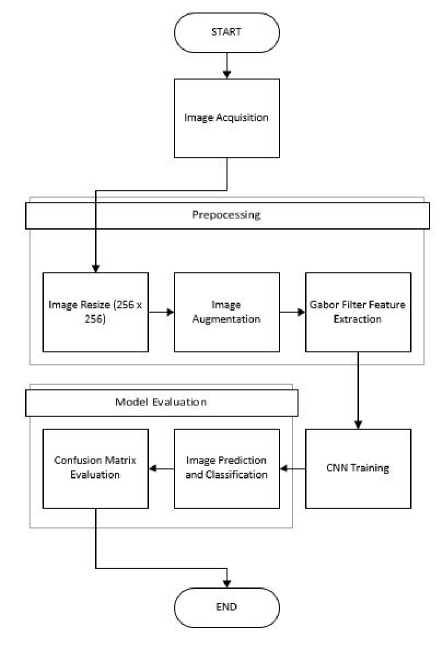 START
Image Acquisition
Prepocessing
Image Resize (256 x
256)
Image
Augmentation
Gabor Filter Feature
Extraction
Model Evaluation
Confusion Matrix
Evaluation
Image Prediction
and Classification
CNN Training
END